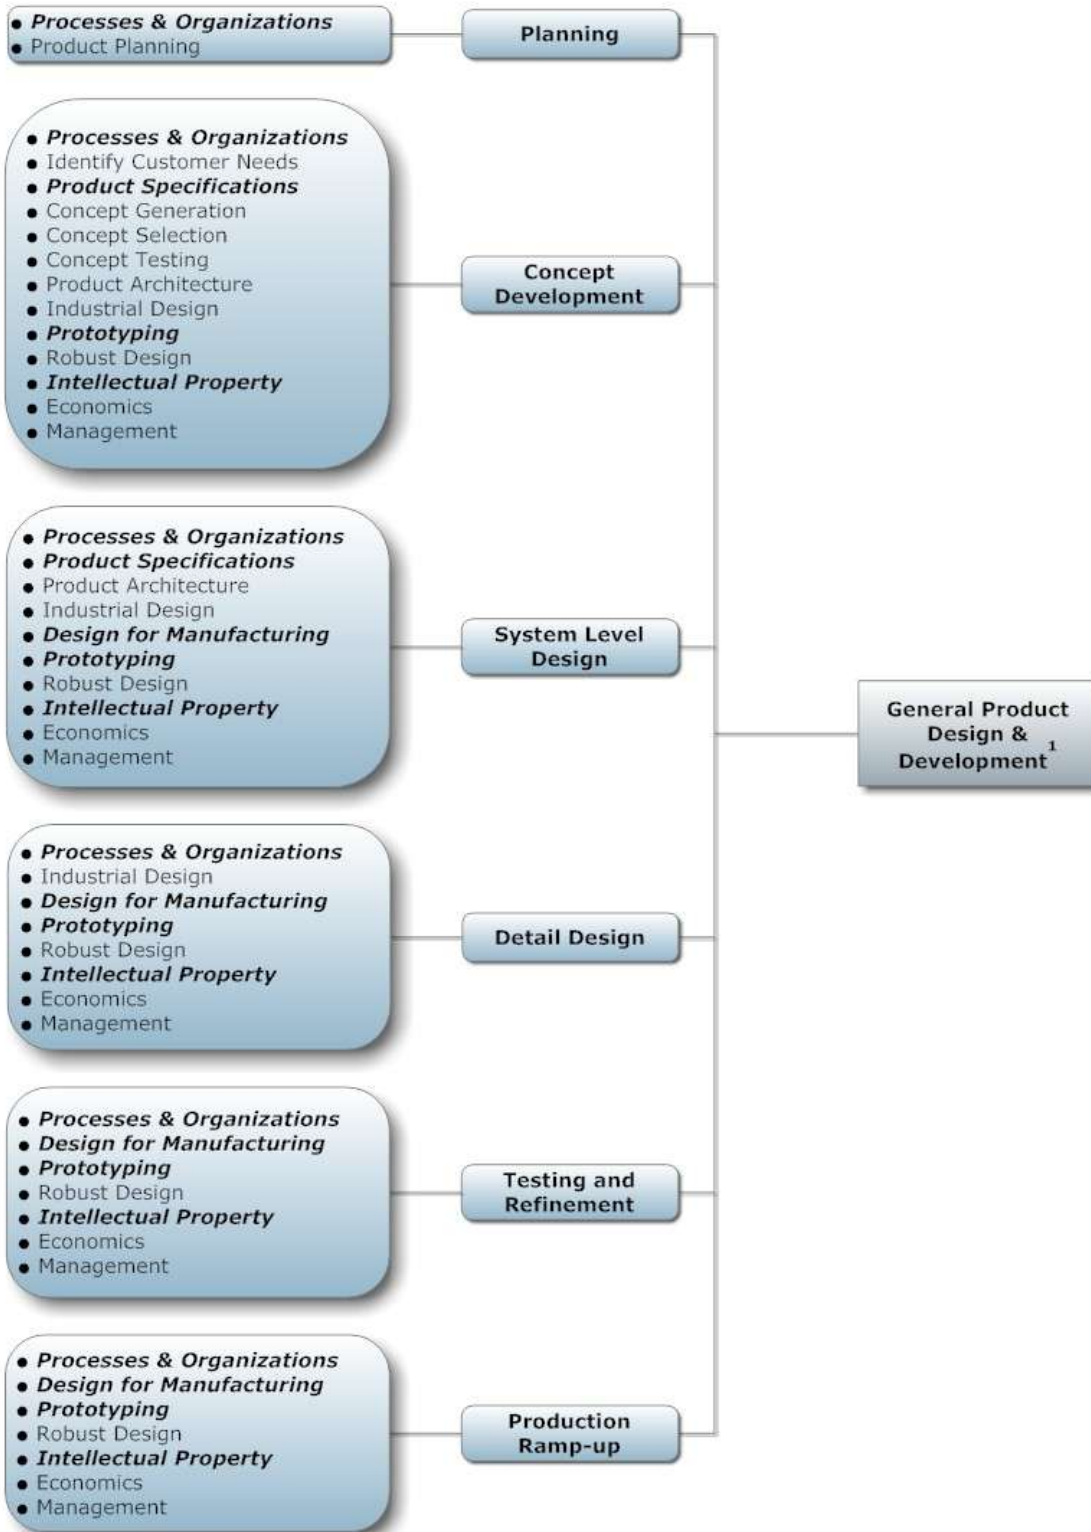 • Processes & Organizations
• Product Planning
Planning
• Processes & Organizations
• Identify Customer Needs
• Product Specifications
• Concept Generation
• Concept Selection
• Concept Testing
• Product Architecture
• Industrial Design
• Prototyping
• Robust Design
• Intellectual Property
• Economics
• Management
Concept
Development
• Processes & Organizations
• Product Specifications
• Product Architecture
• Industrial Design
• Design for Manufacturing
• Prototyping
• Robust Design
• Intellectual Property
• Economics
• Management
System Level
Design
General Product
Design &
Development¹
• Processes & Organizations
• Industrial Design
• Design for Manufacturing
• Prototyping
• Robust Design
• Intellectual Property
• Economics
• Management
Detail Design
• Processes & Organizations
• Design for Manufacturing
• Prototyping
• Robust Design
• Intellectual Property
• Economics
• Management
Testing and
Refinement
• Processes & Organizations
• Design for Manufacturing
• Prototyping
• Robust Design
• Intellectual Property
• Economics
• Management
Production
Ramp-up